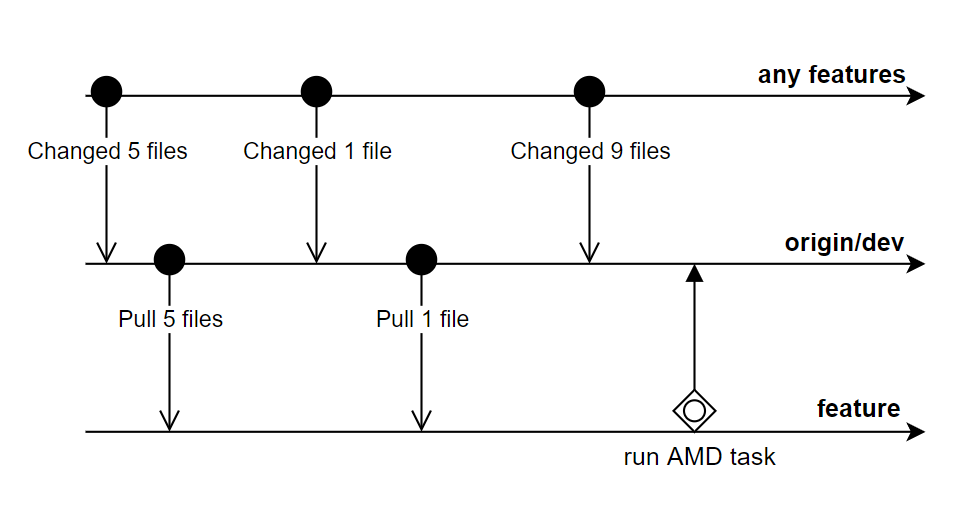 any features
Changed 5 files
Changed 1 file
Changed 9 files
origin/dev
Pull 5 files
Pull 1 file
feature
run AMD task